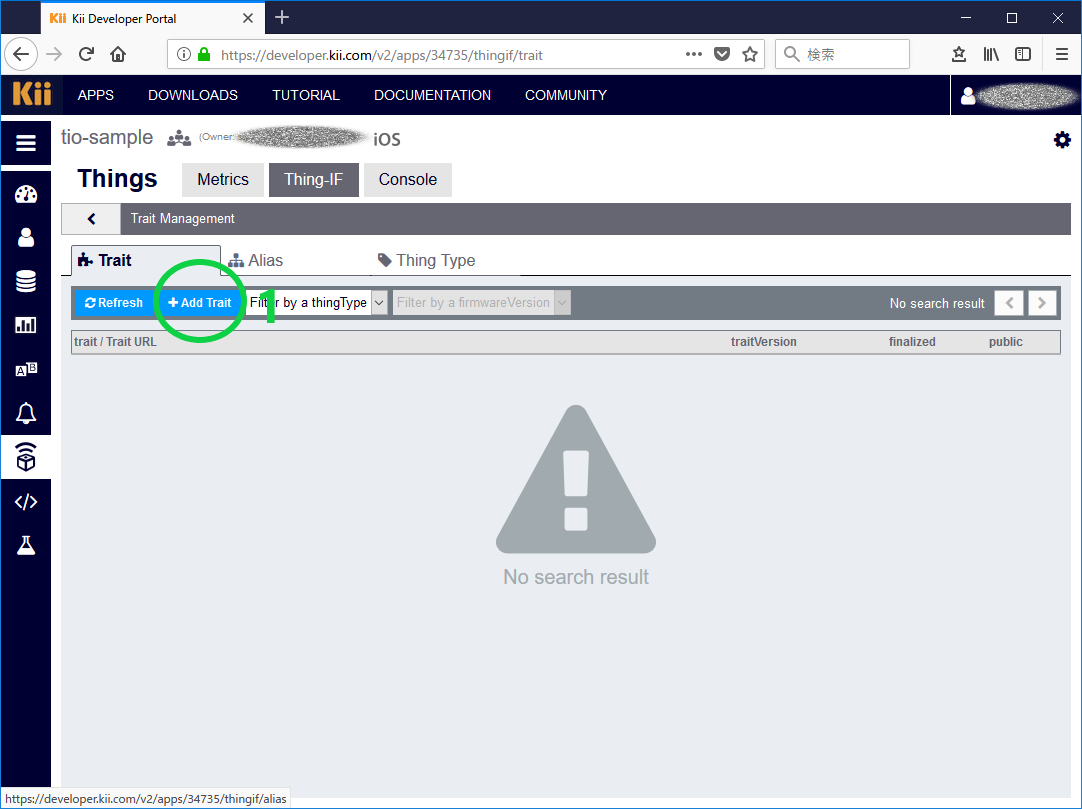 Kii Kii Developer Portal
https://developer.kii.com/v2/apps/34735/thingif/trait
検索
Kii APPS DOWNLOADS TUTORIAL DOCUMENTATION COMMUNITY
tio-sample (Owner: iOS
Things Metrics Thing-IF Console
Trait Management
Trait Alias Thing Type
Refresh Add Trait 1 Filter by a thingType Filter by a firmwareVersion No search result
trait / Trait URL traitVersion finalized public
No search result
https://developer.kii.com/v2/apps/34735/thingif/alias